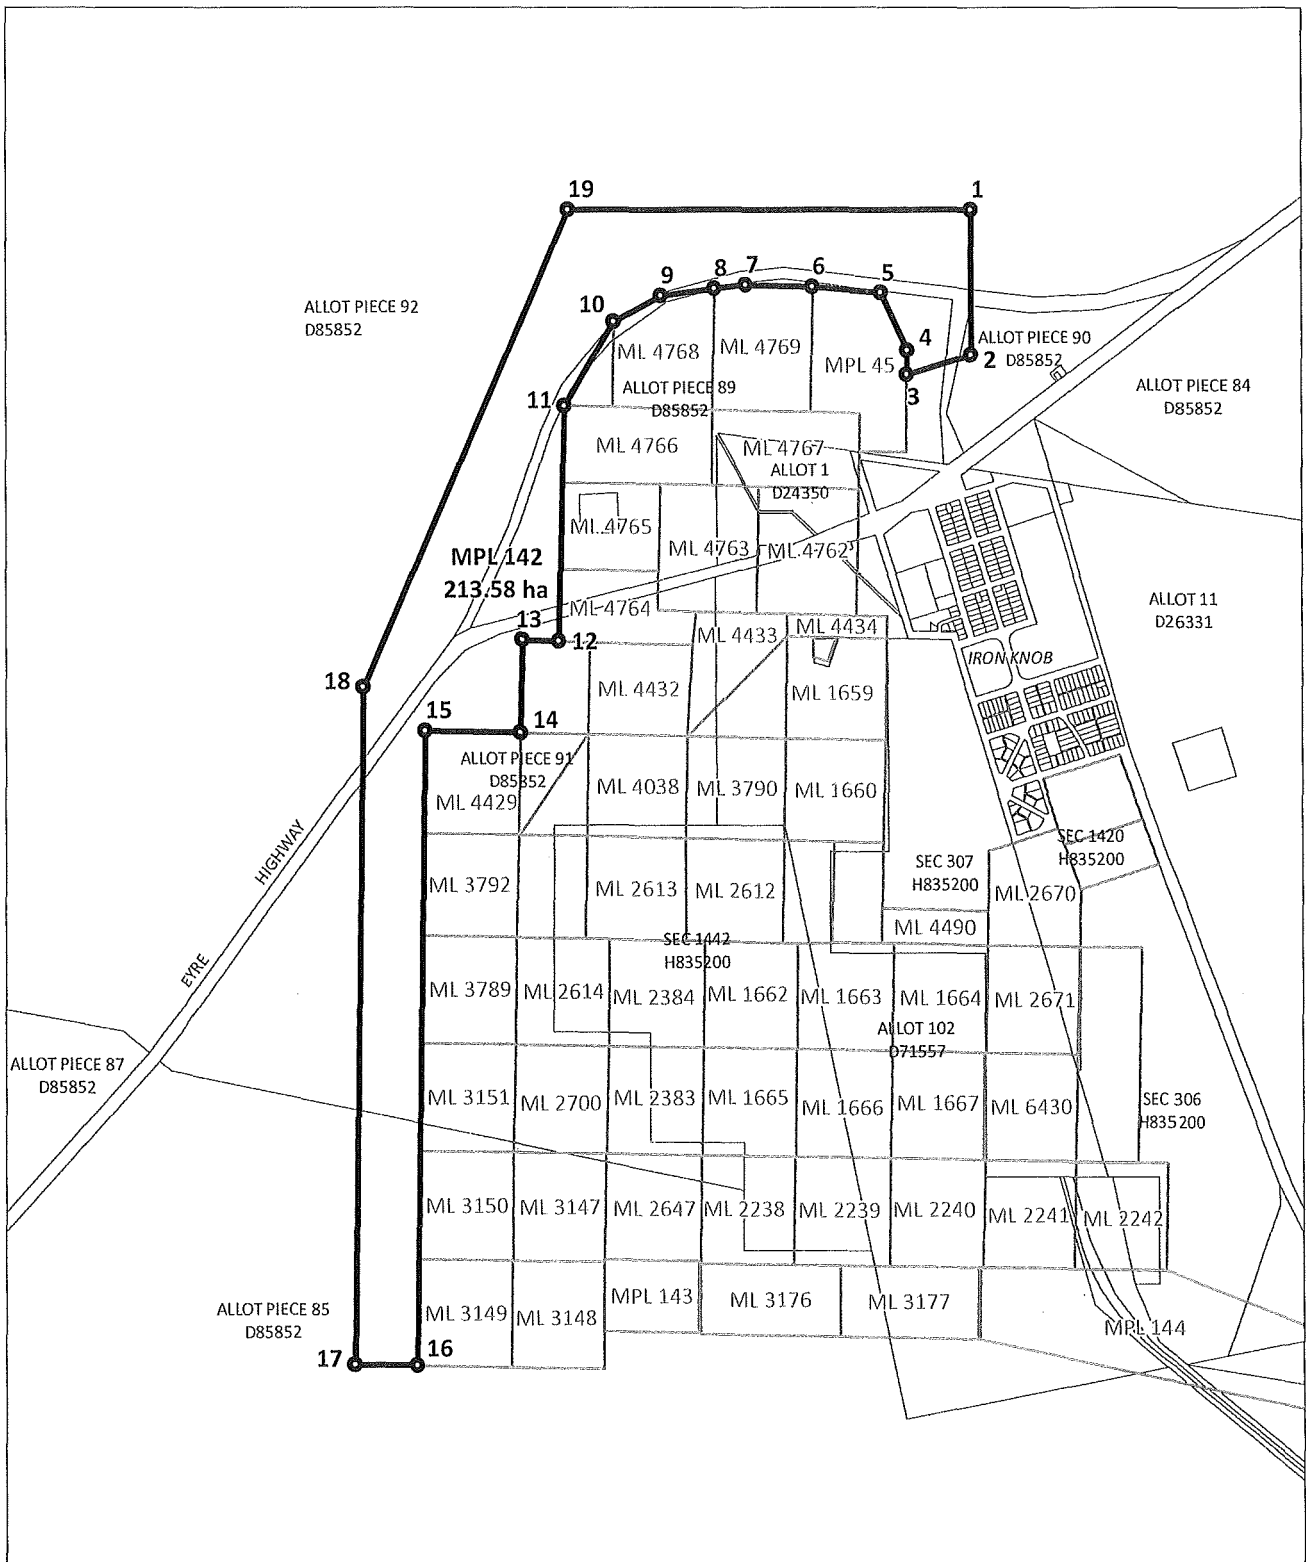 19
1
ALLOT PIECE 92
D85852
10
9
8
7
6
5
4
ALLOT PIECE 90
D85852
2
3
ML 4768
ML 4769
MPL 45
ALLOT PIECE 89
D85852
ALLOT PIECE 84
D85852
11
ML 4766
ML 4767
ALLOT 1
D24350
ML 4765
ML 4763
ML 4762
MPL 142
213.58 ha
ML 4764
13
12
ML 4433
ML 4434
ALLOT 11
D26331
IRON KNOB
18
ML 4432
ML 1659
15
14
ALLOT PIECE 91
D85852
ML 4429
ML 4038
ML 3790
ML 1660
HIGHWAY
EYRE
SEC 1420
H835200
SEC 307
H835200
ML 3792
ML 2613
ML 2612
ML 2670
ML 4490
SEC 1442
H835200
ML 3789
ML 2614
ML 2384
ML 1662
ML 1663
ML 1664
ML 2671
ALLOT 102
D71557
ALLOT PIECE 87
D85852
ML 3151
ML 2700
ML 2383
ML 1665
ML 1666
ML 1667
ML 6430
SEC 306
H835200
ML 3150
ML 3147
ML 2647
ML 2238
ML 2239
ML 2240
ML 2241
ML 2242
ALLOT PIECE 85
D85852
ML 3149
ML 3148
MPL 143
ML 3176
ML 3177
MPL 144
17
16